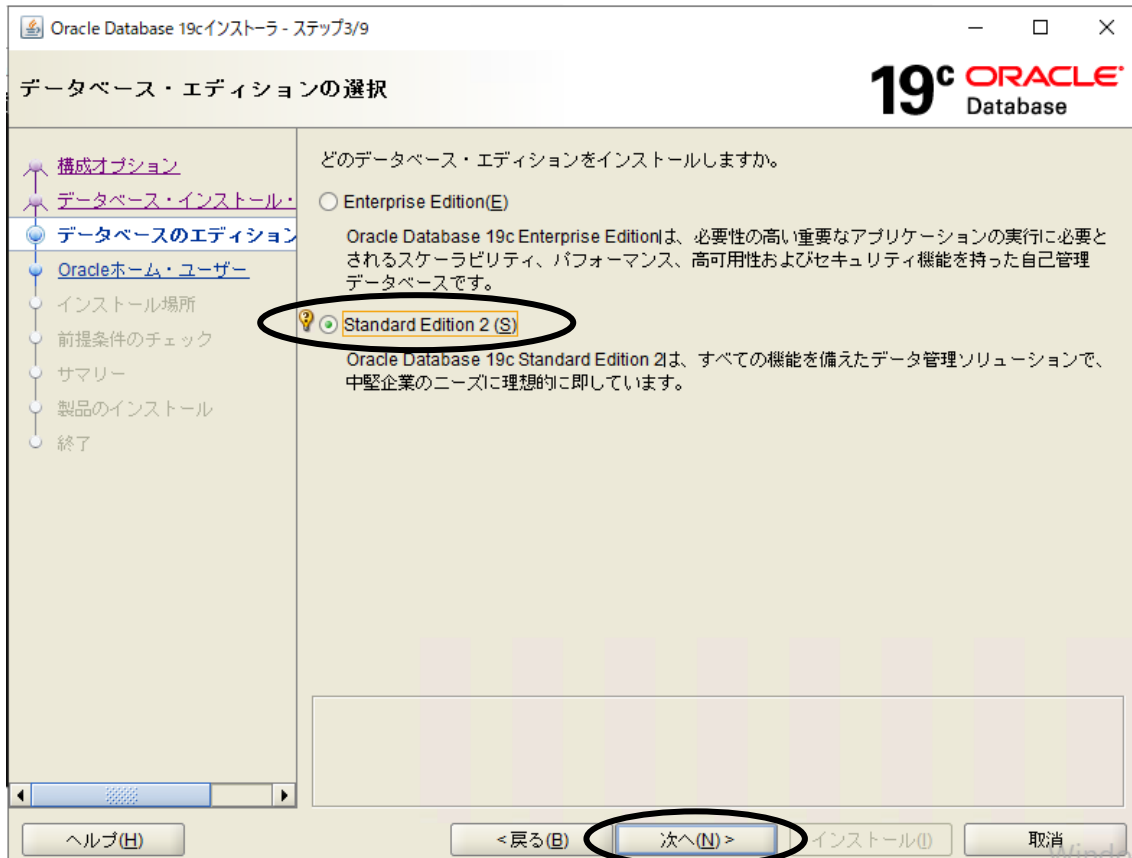 Oracle Database 19cインストーラ - ステップ3/9
データベース・エディションの選択
19c ORACLE
Database
構成オプション
データベース・インストール・
データベースのエディション
Oracleホーム・ユーザー
インストール場所
前提条件のチェック
サマリー
製品のインストール
終了
どのデータベース・エディションをインストールしますか。
Enterprise Edition(E)
Oracle Database 19c Enterprise Editionは、必要性の高い重要なアプリケーションの実行に必要と
されるスケーラビリティ、パフォーマンス、高可用性およびセキュリティ機能を持った自己管理
データベースです。
Standard Edition 2 (S)
Oracle Database 19c Standard Edition 2は、すべての機能を備えたデータ管理ソリューションで、
中堅企業のニーズに理想的に即しています。
ヘルプ(H)
<戻る(B)
次へ(N) >
インストール(I)
取消
Windo